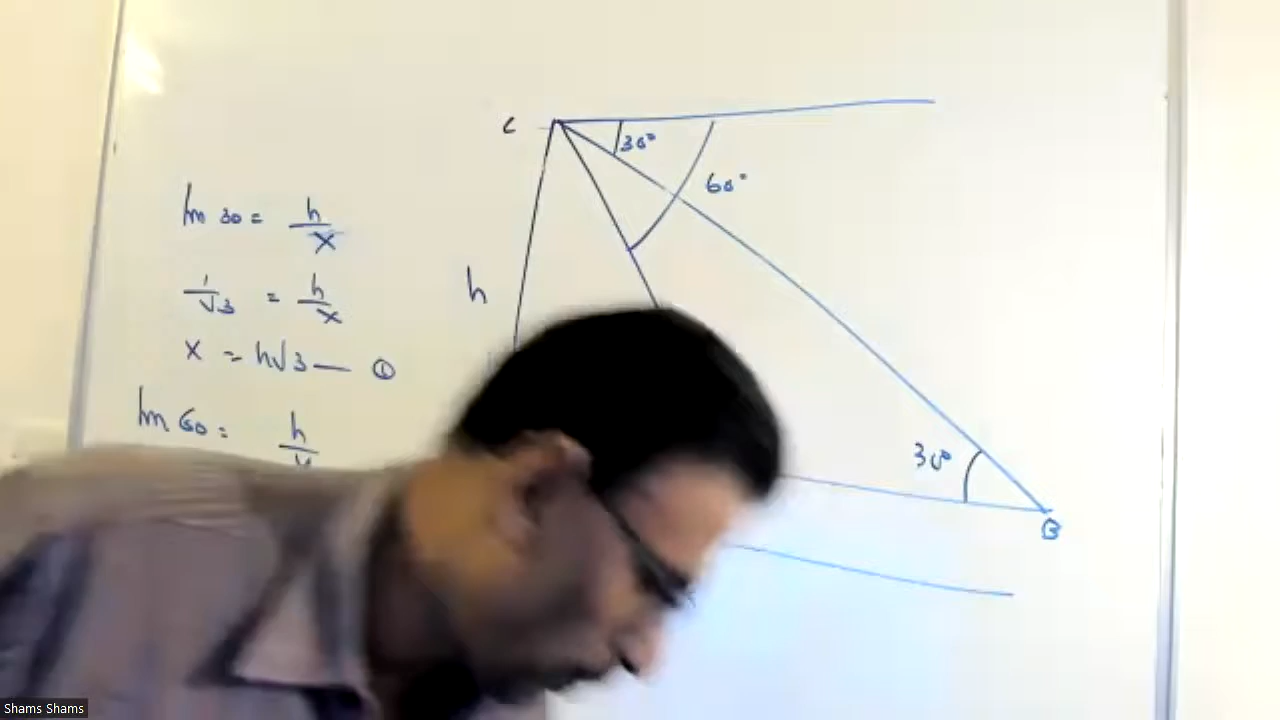 C
30°
60°
tan 30 = h/x
h
1/√3 = h/x
x = h√3 — ①
tan 60 = h
30°
B
Shams Shams